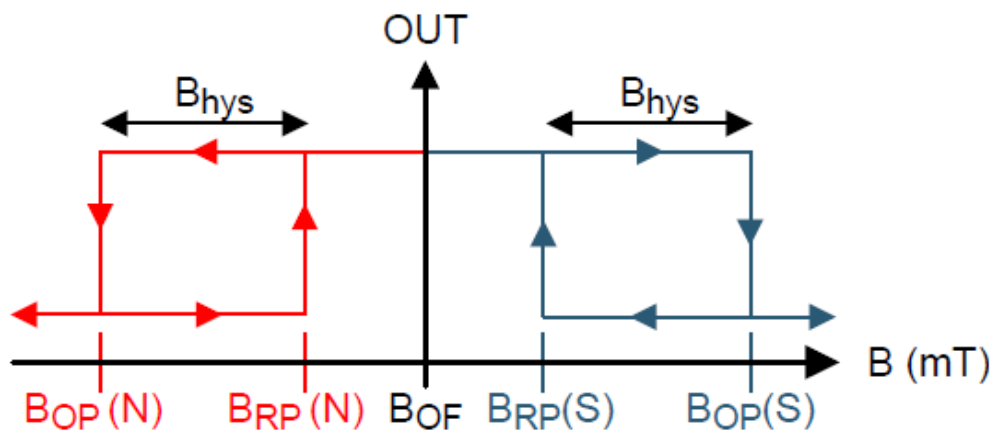 OUT
Bhys
Bhys
B (mT)
BOP (N)
BRP (N)
BOF
BRP(S)
BOP(S)